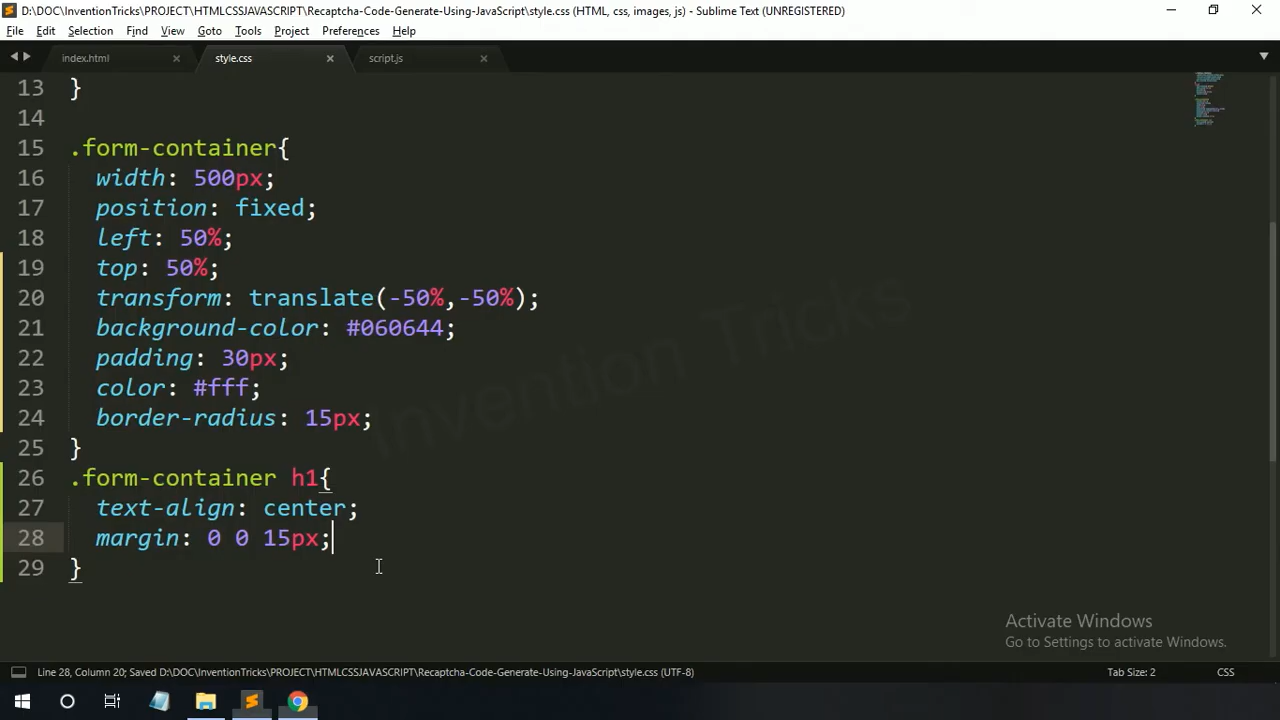 D:\DOC\InventionTricks\PROJECT\HTMLCSSJAVASCRIPT\Recaptcha-Code-Generate-Using-JavaScript\style.css (HTML, css, images, js) - Sublime Text (UNREGISTERED)
File Edit Selection Find View Goto Tools Project Preferences Help
index.html style.css script.js
13 }
14
15 .form-container{
16 width: 500px;
17 position: fixed;
18 left: 50%;
19 top: 50%;
20 transform: translate(-50%,-50%);
21 background-color: #060644;
22 padding: 30px;
23 color: #fff;
24 border-radius: 15px;
25 }
26 .form-container h1{
27 text-align: center;
28 margin: 0 0 15px;
29 }
Invention Tricks
Activate Windows
Go to Settings to activate Windows.
Line 28, Column 20; Saved D:\DOC\InventionTricks\PROJECT\HTMLCSSJAVASCRIPT\Recaptcha-Code-Generate-Using-JavaScript\style.css (UTF-8) Tab Size: 2 CSS